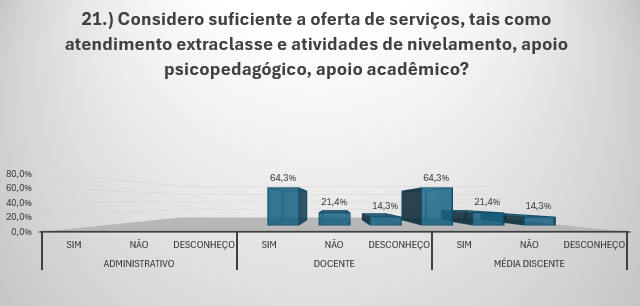 21.) Considero suficiente a oferta de serviços, tais como
atendimento extraclasse e atividades de nivelamento, apoio
psicopedagógico, apoio acadêmico?
80,0%
60,0%
40,0%
20,0%
0,0%
64,3%
21,4%
14,3%
64,3%
21,4%
14,3%
SIM NÃO DESCONHEÇO SIM NÃO DESCONHEÇO SIM NÃO DESCONHEÇO
ADMINISTRATIVO DOCENTE MÉDIA DISCENTE